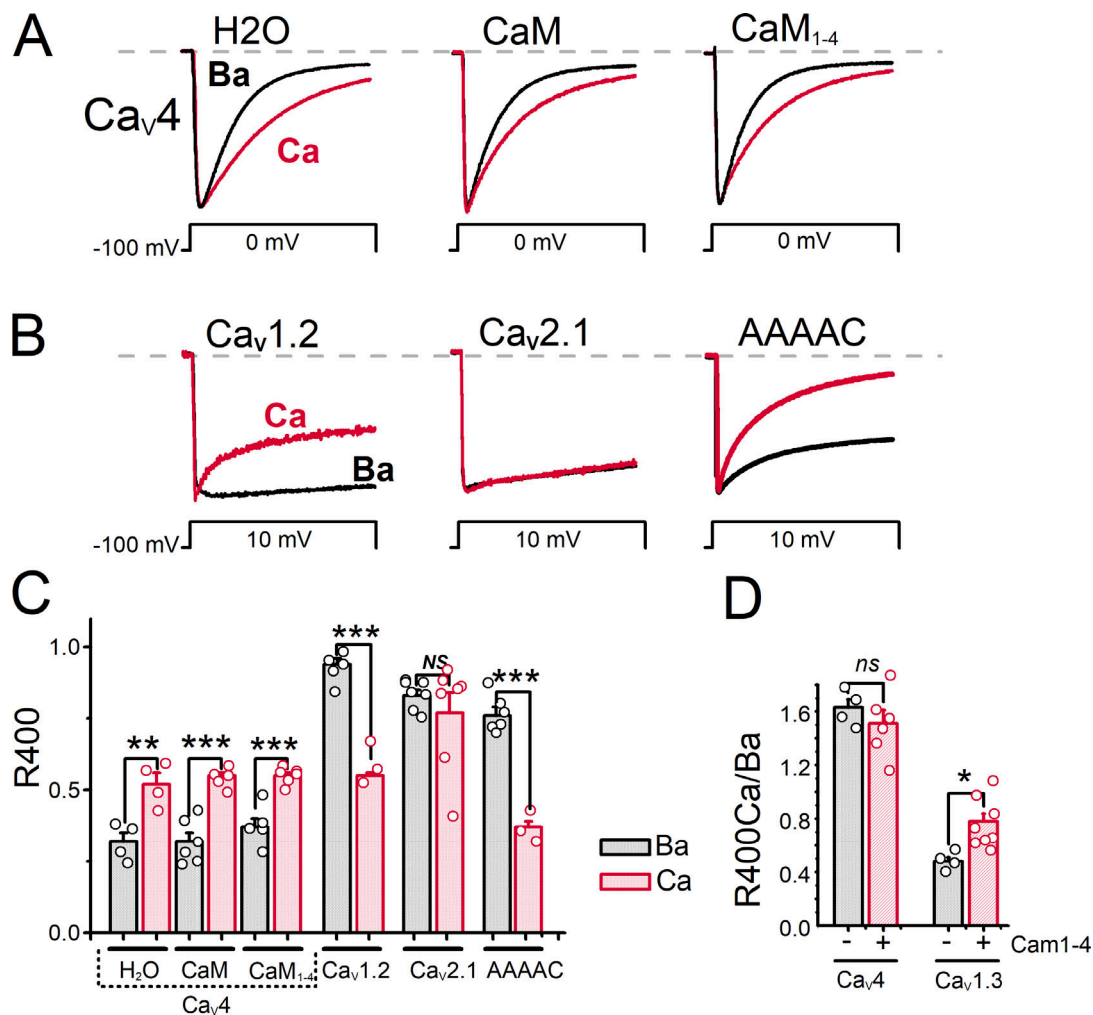 A
H2O CaM CaM1-4
Ba
CaV4
Ca
-100 mV 0 mV 0 mV 0 mV
B
CaV1.2 CaV2.1 AAAAC
Ca
Ba
-100 mV 10 mV 10 mV 10 mV
C
D
R400
1.0
0.5
0.0
** *** *** *** NS ***
Ba
Ca
H2O CaM CaM1-4 CaV1.2 CaV2.1 AAAAC
CaV4
R400Ca/Ba
1.6
1.2
0.8
0.4
0.0
ns
*
- + - + Cam1-4
CaV4 CaV1.3